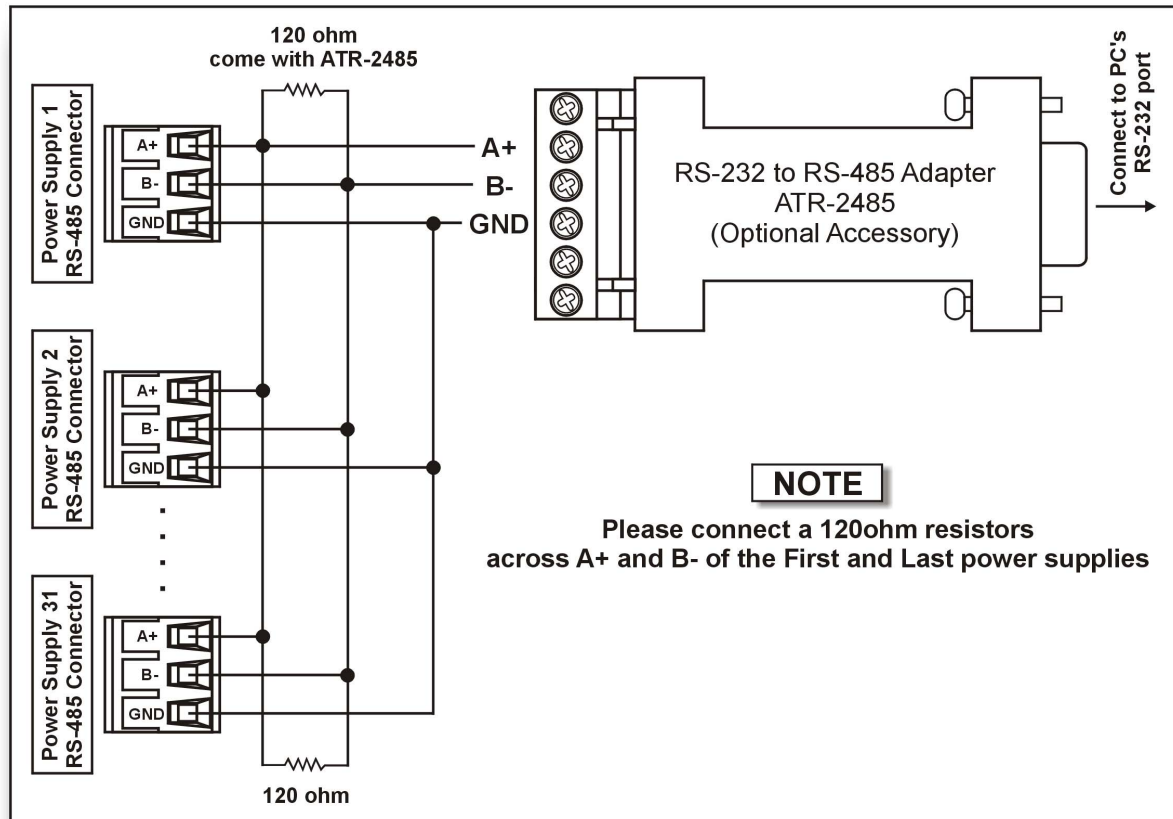 120 ohm
come with ATR-2485
Power Supply 1
RS-485 Connector
A+
B-
GND
A+
B-
GND
RS-232 to RS-485 Adapter
ATR-2485
(Optional Accessory)
Connect to PC's
RS-232 port
Power Supply 2
RS-485 Connector
A+
B-
GND
NOTE
Please connect a 120ohm resistors
across A+ and B- of the First and Last power supplies
Power Supply 31
RS-485 Connector
A+
B-
GND
120 ohm